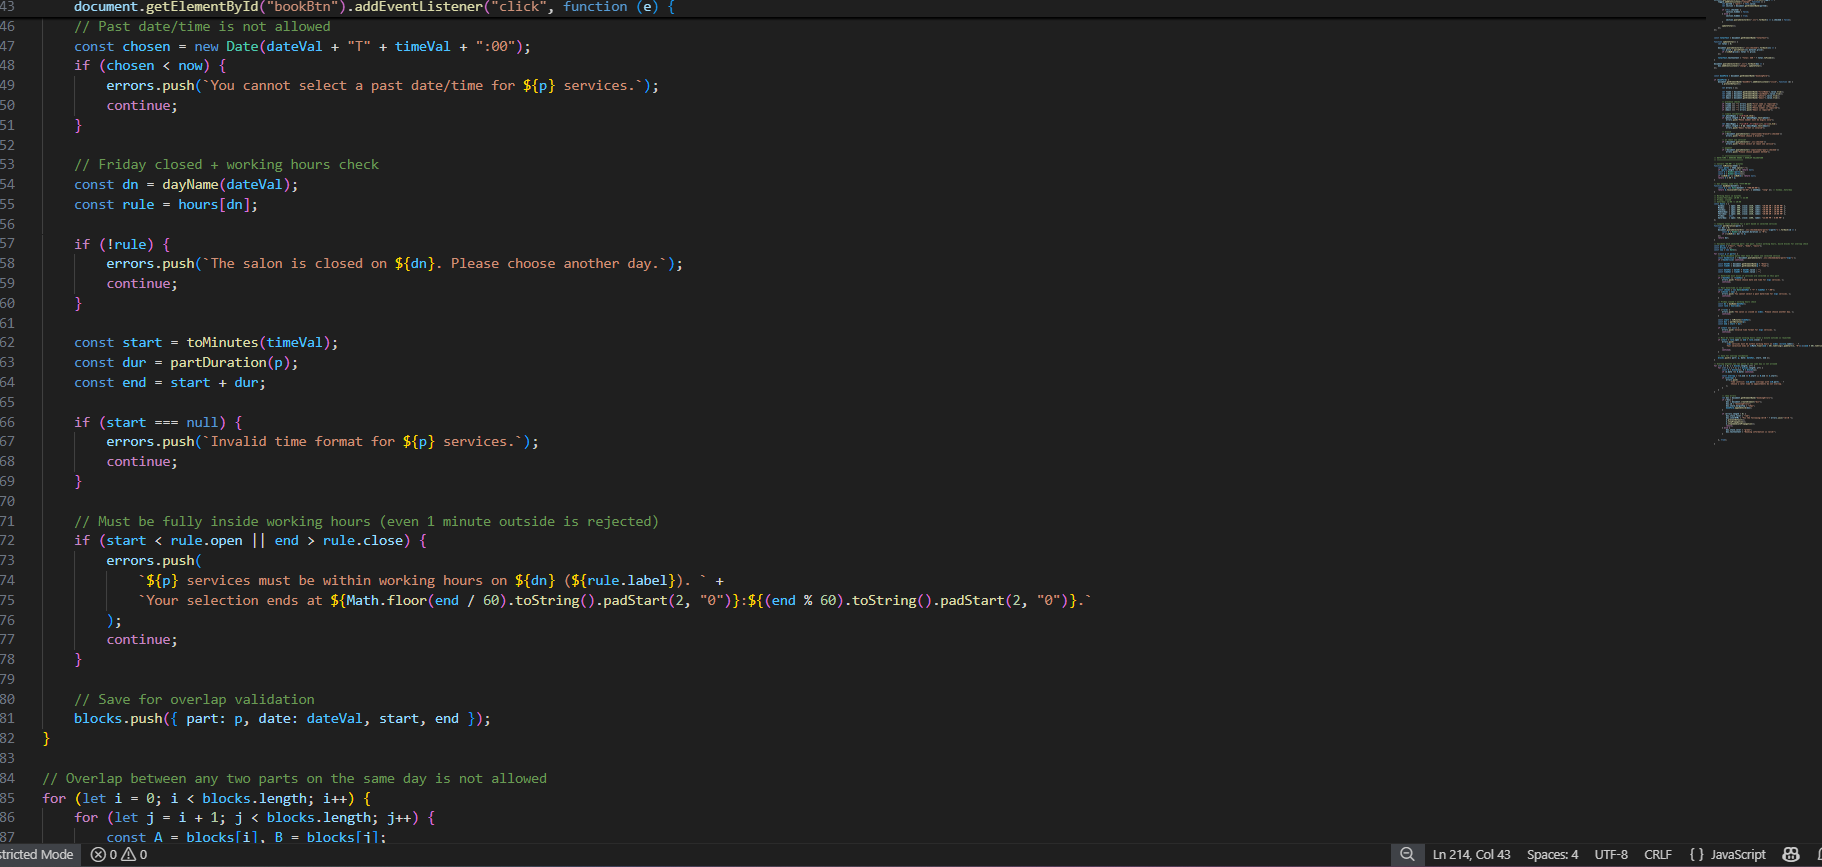 43 document.getElementById("bookBtn").addEventListener("click", function (e) {
46 // Past date/time is not allowed
47 const chosen = new Date(dateVal + "T" + timeVal + ":00");
48 if (chosen < now) {
49 errors.push(`You cannot select a past date/time for ${p} services.`);
50 continue;
51 }
52
53 // Friday closed + working hours check
54 const dn = dayName(dateVal);
55 const rule = hours[dn];
56
57 if (!rule) {
58 errors.push(`The salon is closed on ${dn}. Please choose another day.`);
59 continue;
60 }
61
62 const start = toMinutes(timeVal);
63 const dur = partDuration(p);
64 const end = start + dur;
65
66 if (start === null) {
67 errors.push(`Invalid time format for ${p} services.`);
68 continue;
69 }
70
71 // Must be fully inside working hours (even 1 minute outside is rejected)
72 if (start < rule.open || end > rule.close) {
73 errors.push(
74 `${p} services must be within working hours on ${dn} (${rule.label}). ` +
75 `Your selection ends at ${Math.floor(end / 60).toString().padStart(2, "0")}:${(end % 60).toString().padStart(2, "0")}.`
76 );
77 continue;
78 }
79
80 // Save for overlap validation
81 blocks.push({ part: p, date: dateVal, start, end });
82 }
83
84 // Overlap between any two parts on the same day is not allowed
85 for (let i = 0; i < blocks.length; i++) {
86 for (let j = i + 1; j < blocks.length; j++) {
87 const A = blocks[i], B = blocks[j];
stricted Mode 0 0 Ln 214, Col 43 Spaces: 4 UTF-8 CRLF { } JavaScript